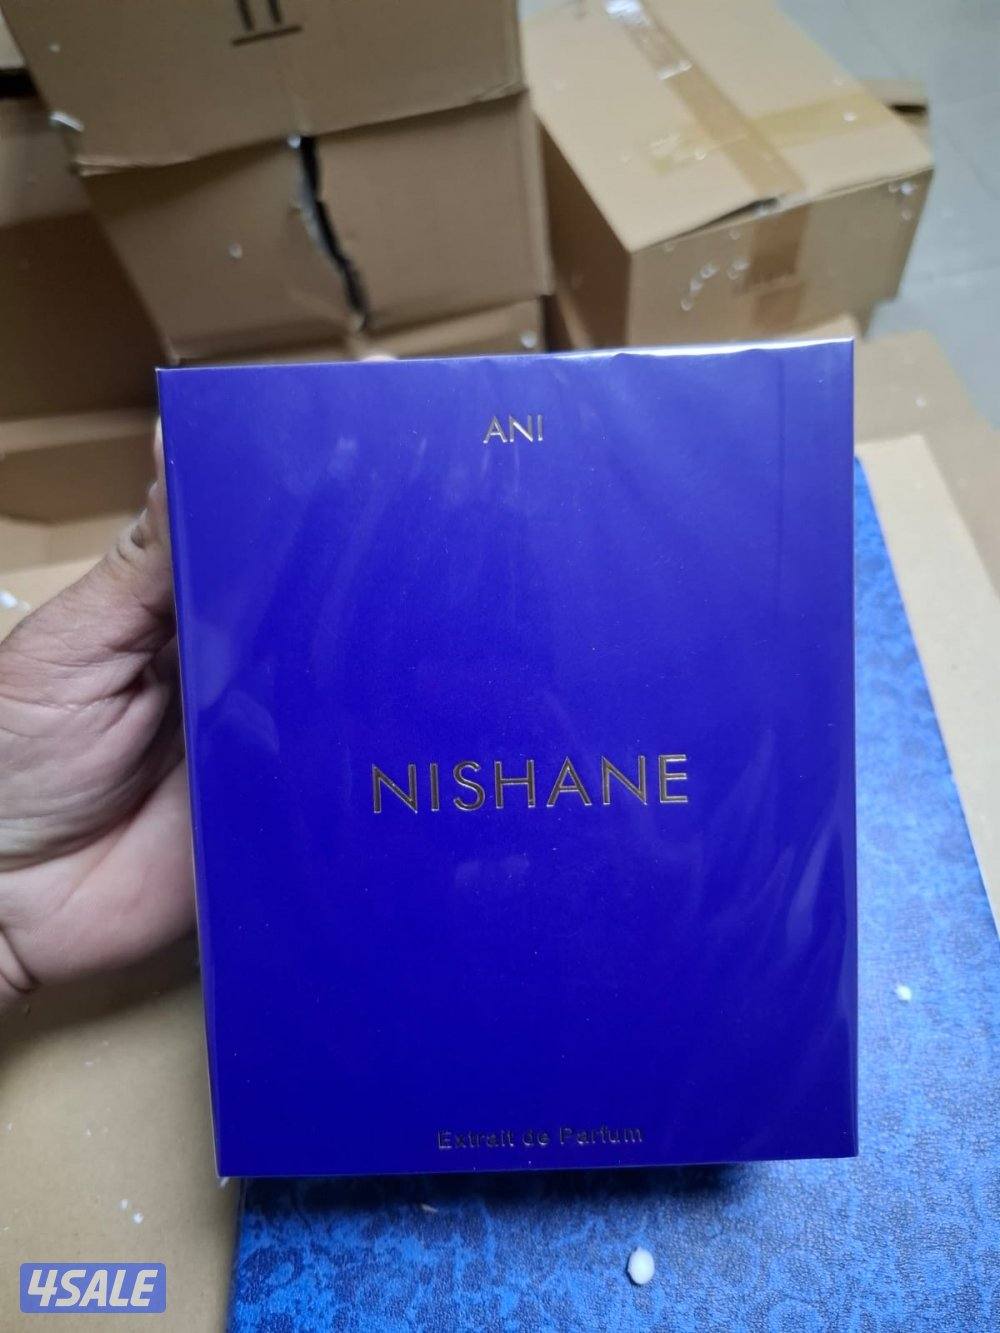 ANI
NISHANE
Extrait de Parfum
4SALE